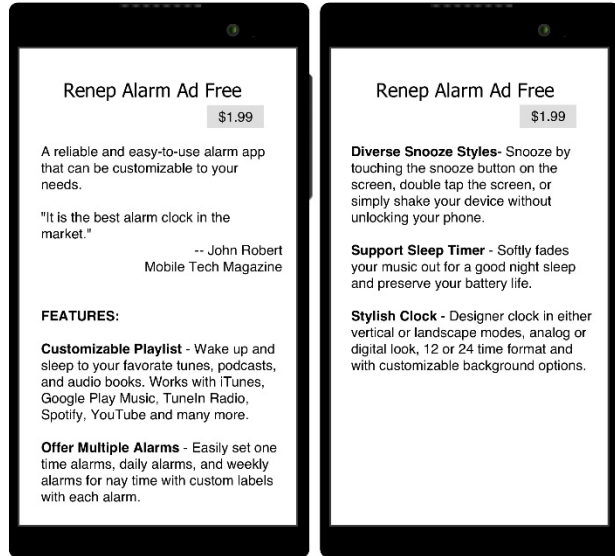 Renep Alarm Ad Free
$1.99
A reliable and easy-to-use alarm app
that can be customizable to your
needs.
"It is the best alarm clock in the
market."
-- John Robert
Mobile Tech Magazine
FEATURES:
Customizable Playlist - Wake up and
sleep to your favorate tunes, podcasts,
and audio books. Works with iTunes,
Google Play Music, TuneIn Radio,
Spotify, YouTube and many more.
Offer Multiple Alarms - Easily set one
time alarms, daily alarms, and weekly
alarms for nay time with custom labels
with each alarm.
Renep Alarm Ad Free
$1.99
Diverse Snooze Styles- Snooze by
touching the snooze button on the
screen, double tap the screen, or
simply shake your device without
unlocking your phone.
Support Sleep Timer - Softly fades
your music out for a good night sleep
and preserve your battery life.
Stylish Clock - Designer clock in either
vertical or landscape modes, analog or
digital look, 12 or 24 time format and
with customizable background options.